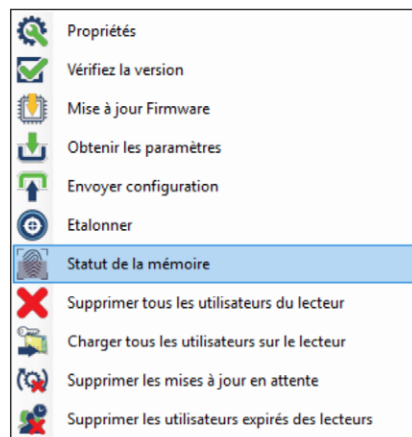 Propriétés
Vérifiez la version
Mise à jour Firmware
Obtenir les paramètres
Envoyer configuration
Etalonner
Statut de la mémoire
Supprimer tous les utilisateurs du lecteur
Charger tous les utilisateurs sur le lecteur
Supprimer les mises à jour en attente
Supprimer les utilisateurs expirés des lecteurs